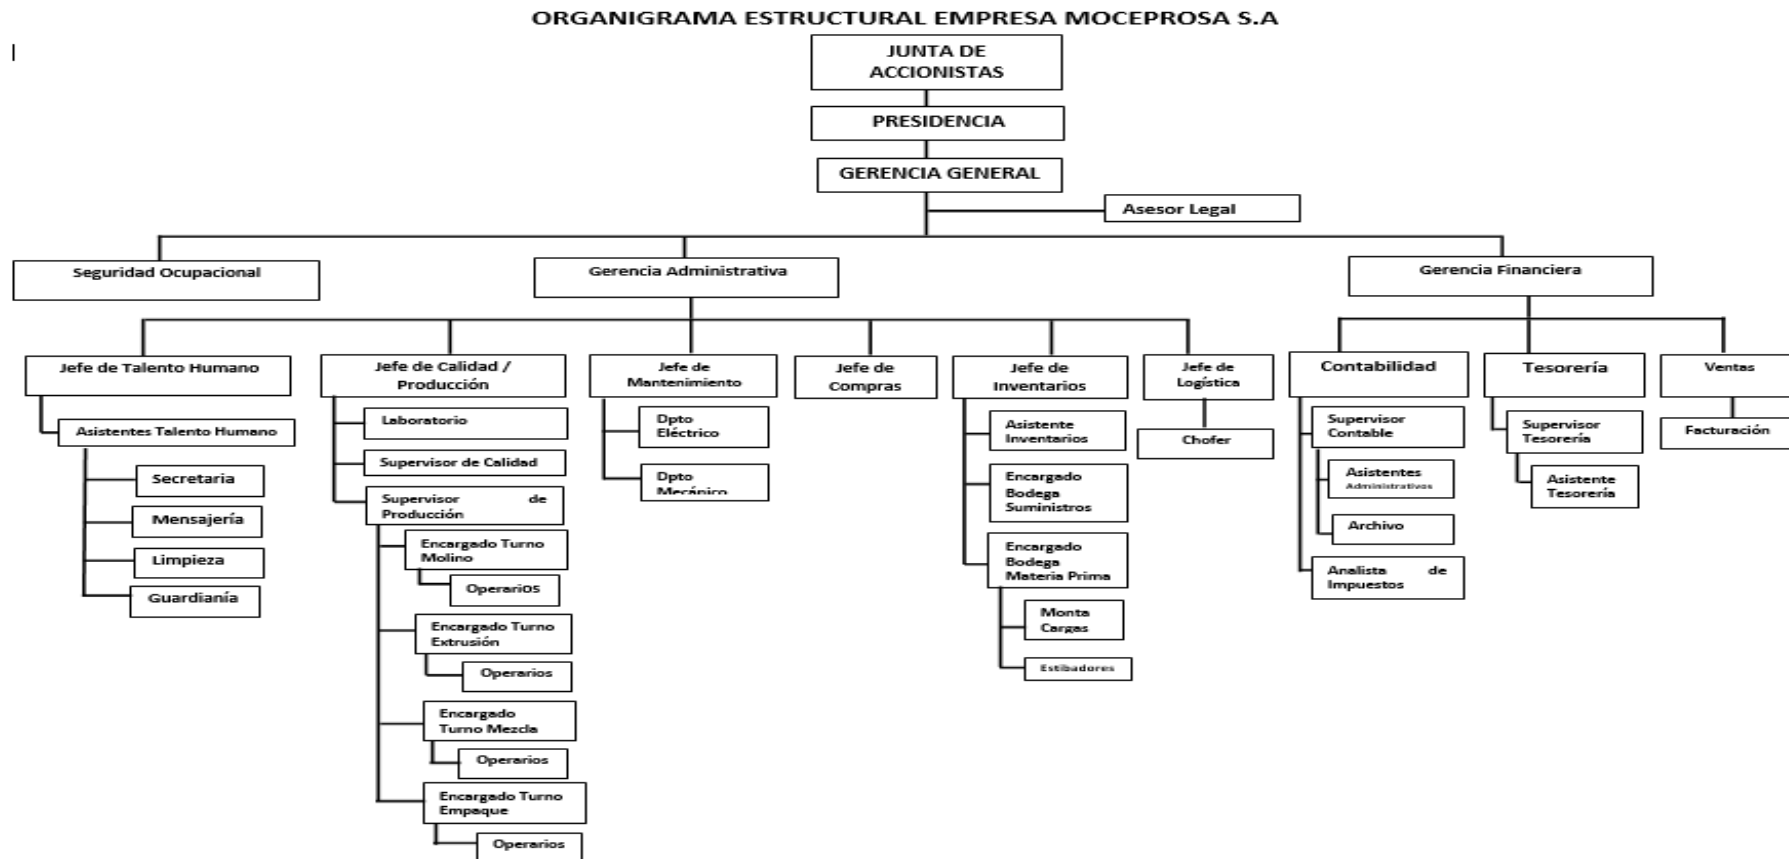 ORGANIGRAMA ESTRUCTURAL EMPRESA MOCEPROSA S.A
JUNTA DE
ACCIONISTAS
PRESIDENCIA
GERENCIA GENERAL
Asesor Legal
Seguridad Ocupacional
Gerencia Administrativa
Gerencia Financiera
Jefe de Talento Humano
Asistentes Talento Humano
Secretaria
Mensajería
Limpieza
Guardianía
Jefe de Calidad /
Producción
Laboratorio
Supervisor de Calidad
Supervisor de
Producción
Encargado Turno
Molino
OperariOS
Encargado Turno
Extrusión
Operarios
Encargado
Turno Mezcla
Operarios
Encargado Turno
Empaque
Operarios
Jefe de
Mantenimiento
Dpto
Eléctrico
Dpto
Mecánico
Jefe de
Compras
Jefe de
Inventarios
Asistente
Inventarios
Encargado
Bodega
Suministros
Encargado
Bodega
Materia Prima
Monta
Cargas
Estibadores
Jefe de
Logística
Chofer
Contabilidad
Supervisor
Contable
Asistentes
Administrativos
Archivo
Analista de
Impuestos
Tesorería
Supervisor
Tesorería
Asistente
Tesorería
Ventas
Facturación